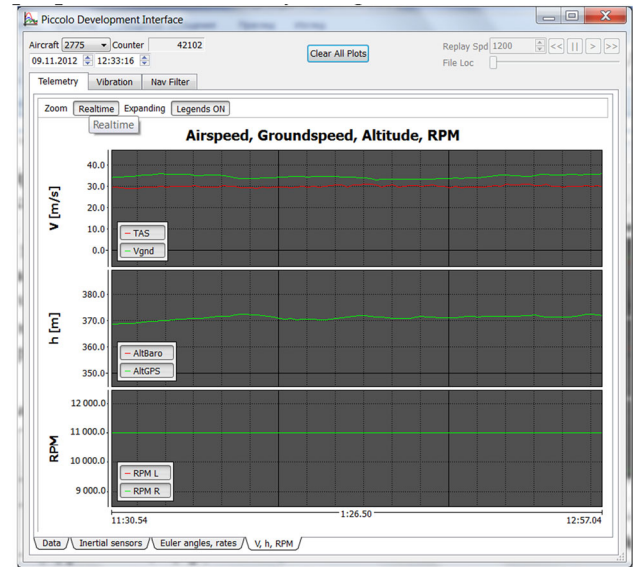 Piccolo Development Interface
Aircraft 2775 Counter 42102 Clear All Plots Replay Spd 1200 << || > >>
09.11.2012 12:33:16 File Loc
Telemetry Vibration Nav Filter
Zoom Realtime Expanding Legends ON
Realtime
Airspeed, Groundspeed, Altitude, RPM
V [m/s]
40.0
30.0
20.0
10.0
0.0
TAS
Vgnd
h [m]
380.0
370.0
360.0
350.0
AltBaro
AltGPS
RPM
12 000.0
11 000.0
10 000.0
9 000.0
RPM L
RPM R
11:30.54 1:26.50 12:57.04
Data Inertial sensors Euler angles, rates V, h, RPM